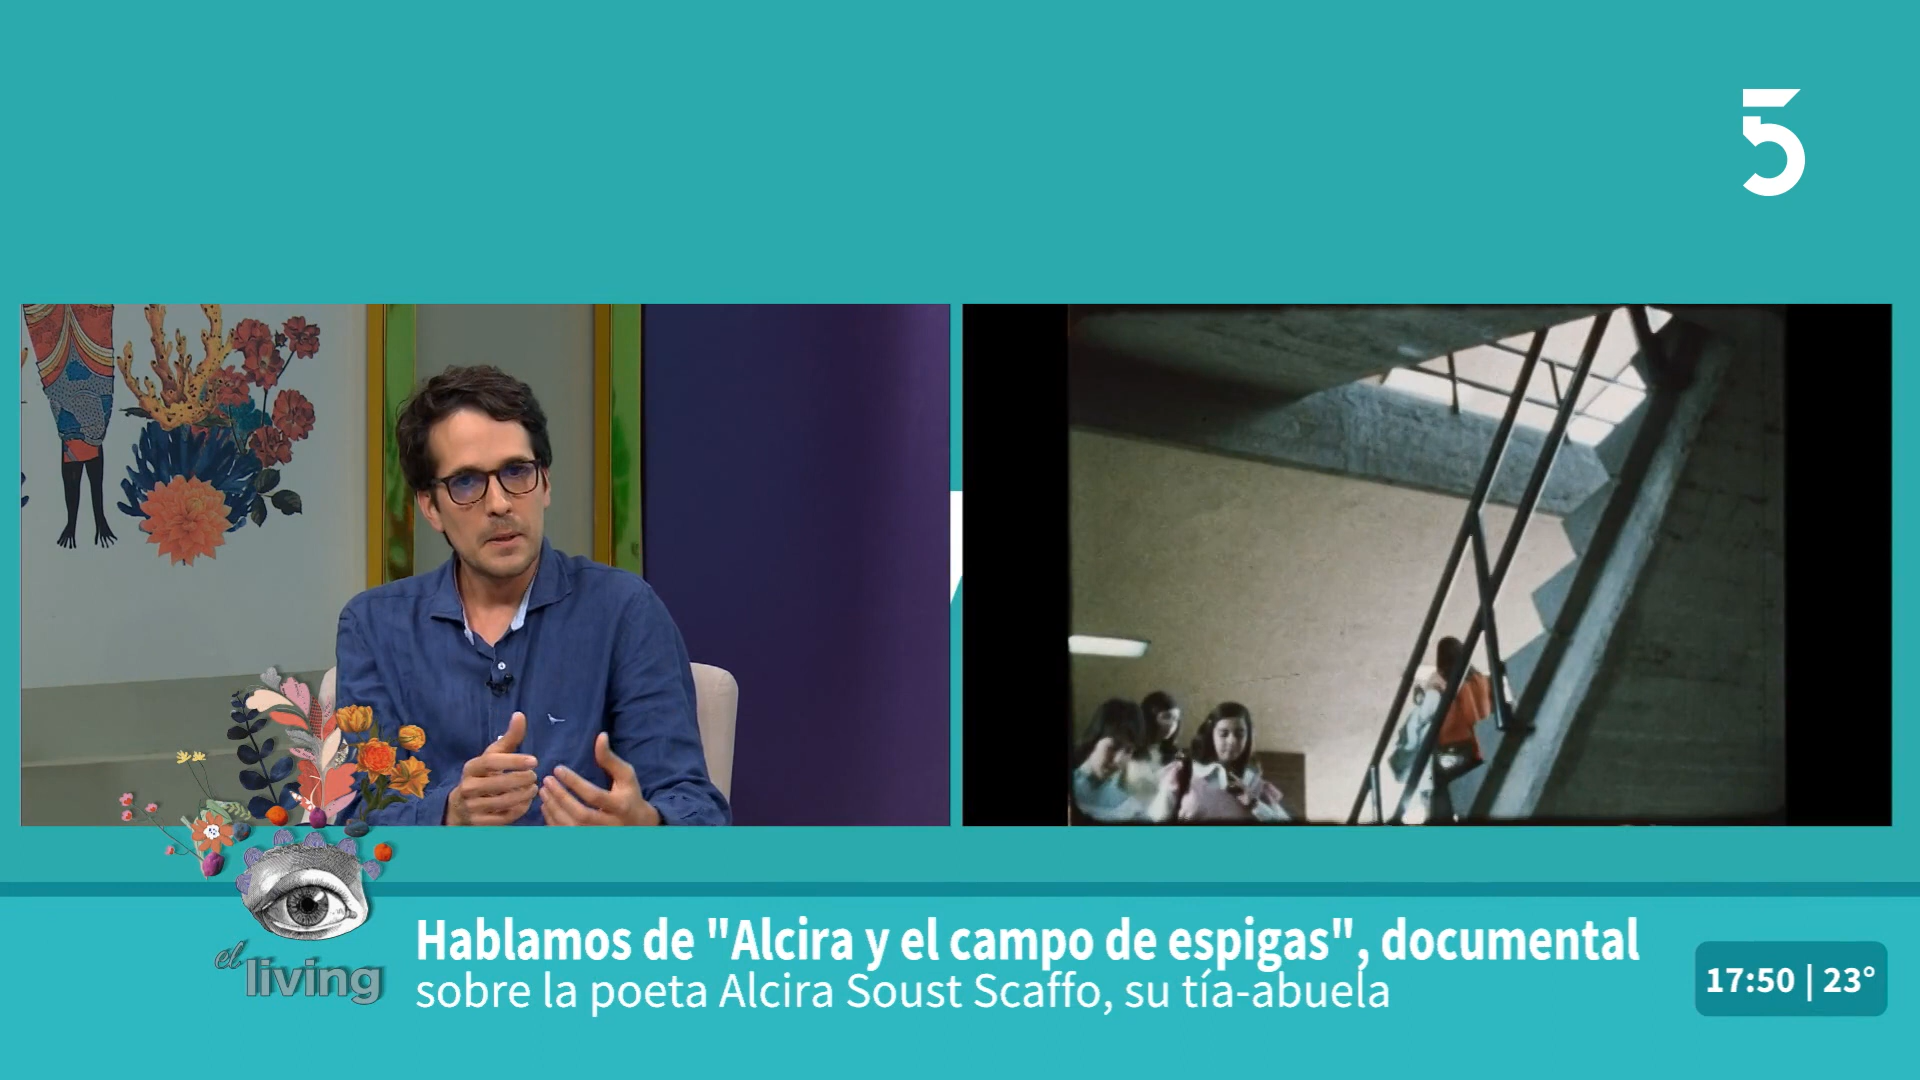 5
Hablamos de "Alcira y el campo de espigas", documental
sobre la poeta Alcira Soust Scaffo, su tía-abuela
el living
17:50 | 23°